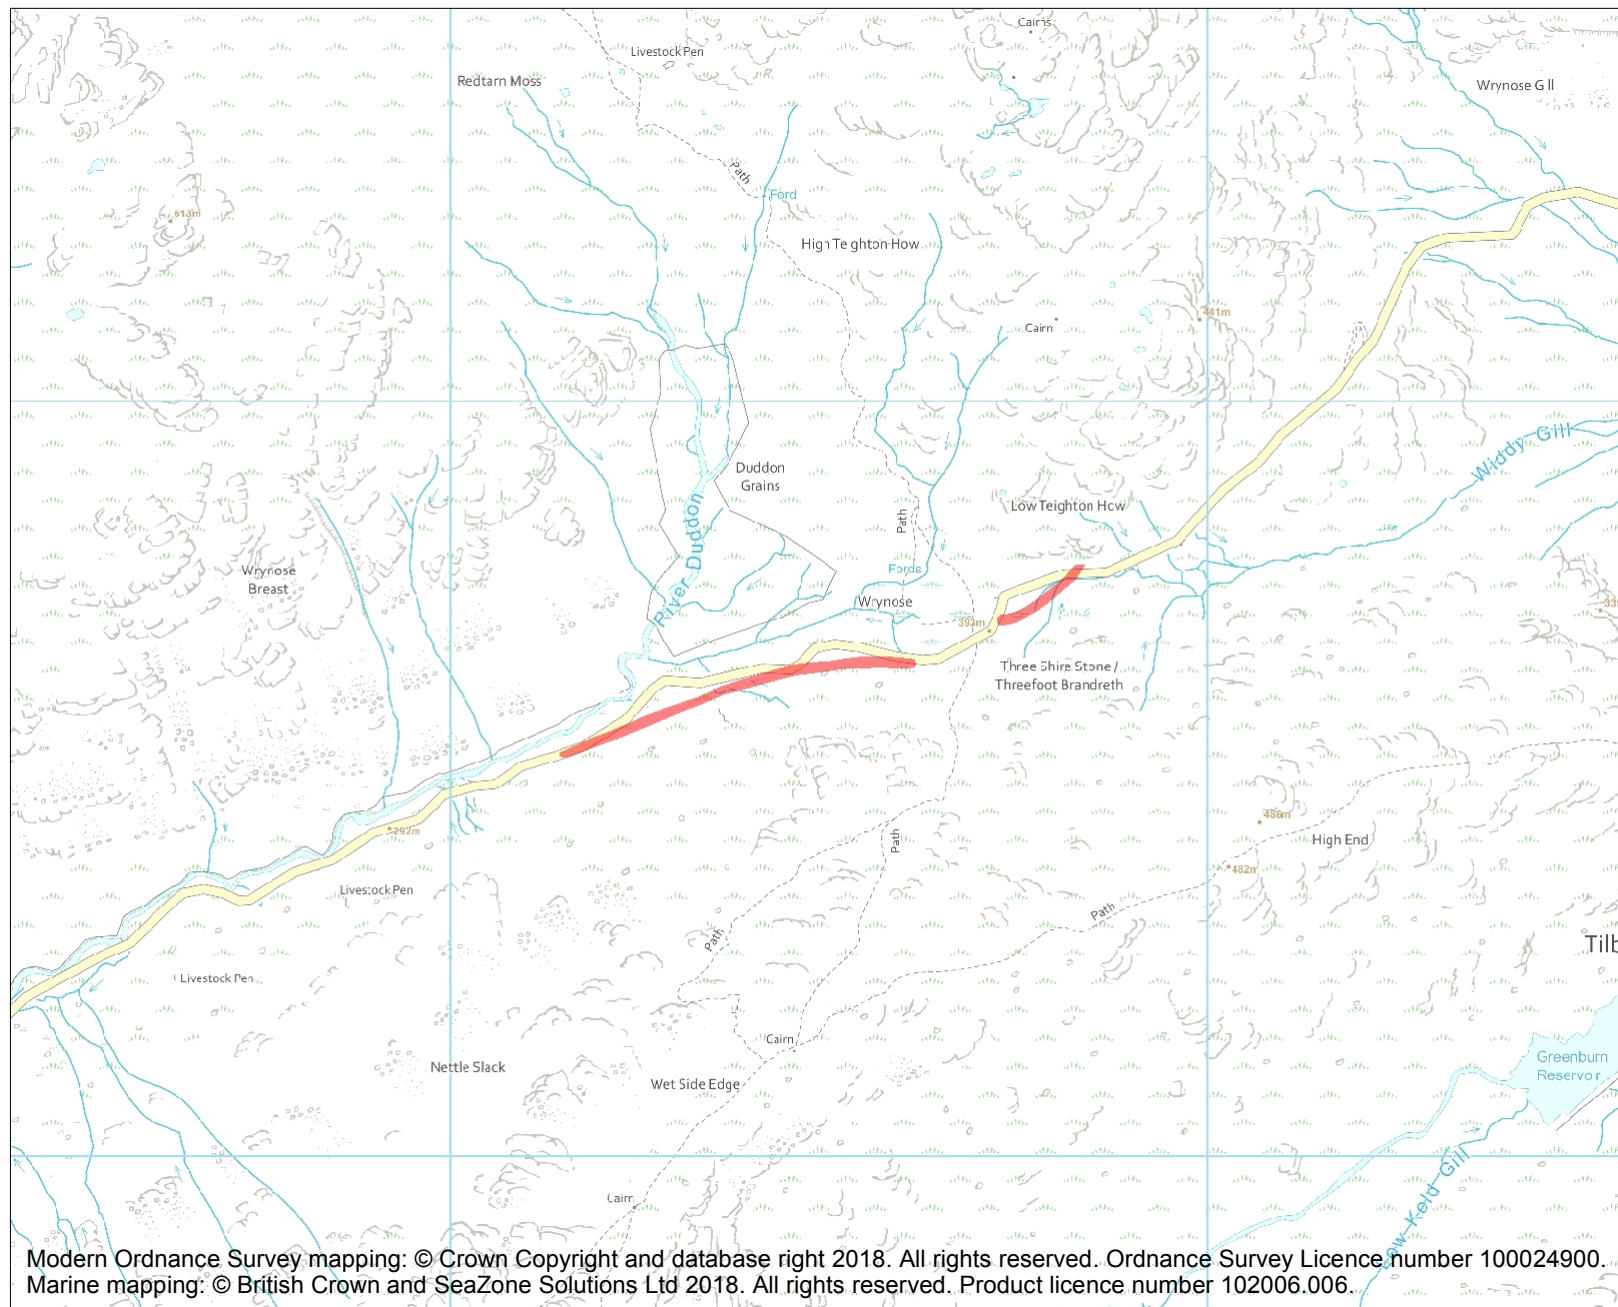 Cairns
Livestock Pen
Redtarn Moss
Wrynose Gill
Path
Ford
613m
High Teighton How
441m
Cairn
Widdy Gill
Duddon
Grains
Low Teighton How
Path
River Duddon
Wrynose
Breast
Fords
Wrynose
393m
Three Shire Stone /
Threefoot Brandreth
292m
486m
High End
Path
482m
Livestock Pen
Path
Path
Tilb
Livestock Pen
Cairn
Greenburn
Reservoir
Nettle Slack
Wet Side Edge
Low Keld Gill
Cairn
Modern Ordnance Survey mapping: © Crown Copyright and database right 2018. All rights reserved. Ordnance Survey Licence number 100024900.
Marine mapping: © British Crown and SeaZone Solutions Ltd 2018. All rights reserved. Product licence number 102006.006.